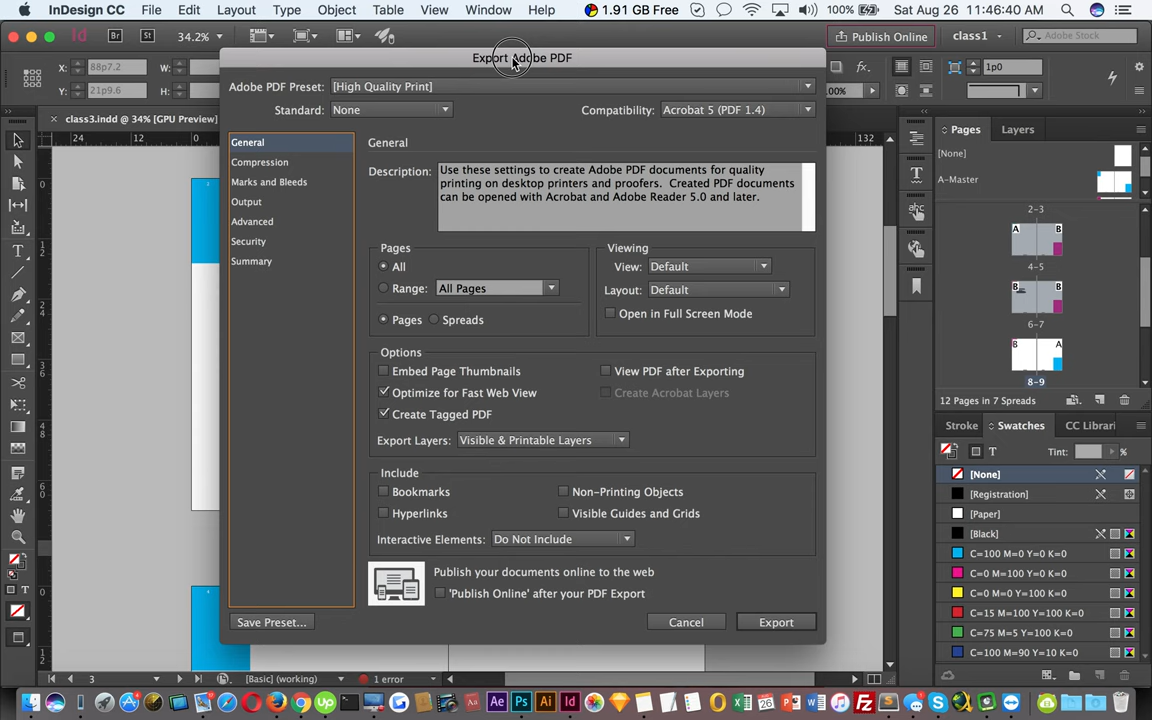 InDesign CC File Edit Layout Type Object Table View Window Help 1.91 GB Free 100% Sat Aug 26 11:46:40 AM
Id Br St 34.2% Publish Online class1 Adobe Stock
X: 88p7.2 W:
Y: 21p9.6 H:
.00% fx. 1p0
× class3.indd @ 34% [GPU Preview]
24 12 0 132
Export Adobe PDF
Adobe PDF Preset: [High Quality Print]
Standard: None Compatibility: Acrobat 5 (PDF 1.4)
General
Compression
Marks and Bleeds
Output
Advanced
Security
Summary
General
Description: Use these settings to create Adobe PDF documents for quality
printing on desktop printers and proofers. Created PDF documents
can be opened with Acrobat and Adobe Reader 5.0 and later.
Pages
All
Range: All Pages
Pages Spreads
Viewing
View: Default
Layout: Default
Open in Full Screen Mode
Options
Embed Page Thumbnails View PDF after Exporting
Optimize for Fast Web View Create Acrobat Layers
Create Tagged PDF
Export Layers: Visible & Printable Layers
Include
Bookmarks Non-Printing Objects
Hyperlinks Visible Guides and Grids
Interactive Elements: Do Not Include
Publish your documents online to the web
'Publish Online' after your PDF Export
Save Preset... Cancel Export
Pages Layers
[None]
A-Master
2-3
A B
4-5
B B
6-7
B A
8-9
12 Pages in 7 Spreads
Stroke Swatches CC Librari
Tint: %
[None]
[Registration]
[Paper]
[Black]
C=100 M=0 Y=0 K=0
C=0 M=100 Y=0 K=0
C=0 M=0 Y=100 K=0
C=15 M=100 Y=100 K=0
C=75 M=5 Y=100 K=0
C=100 M=90 Y=10 K=0
3 [Basic] (working) 1 error